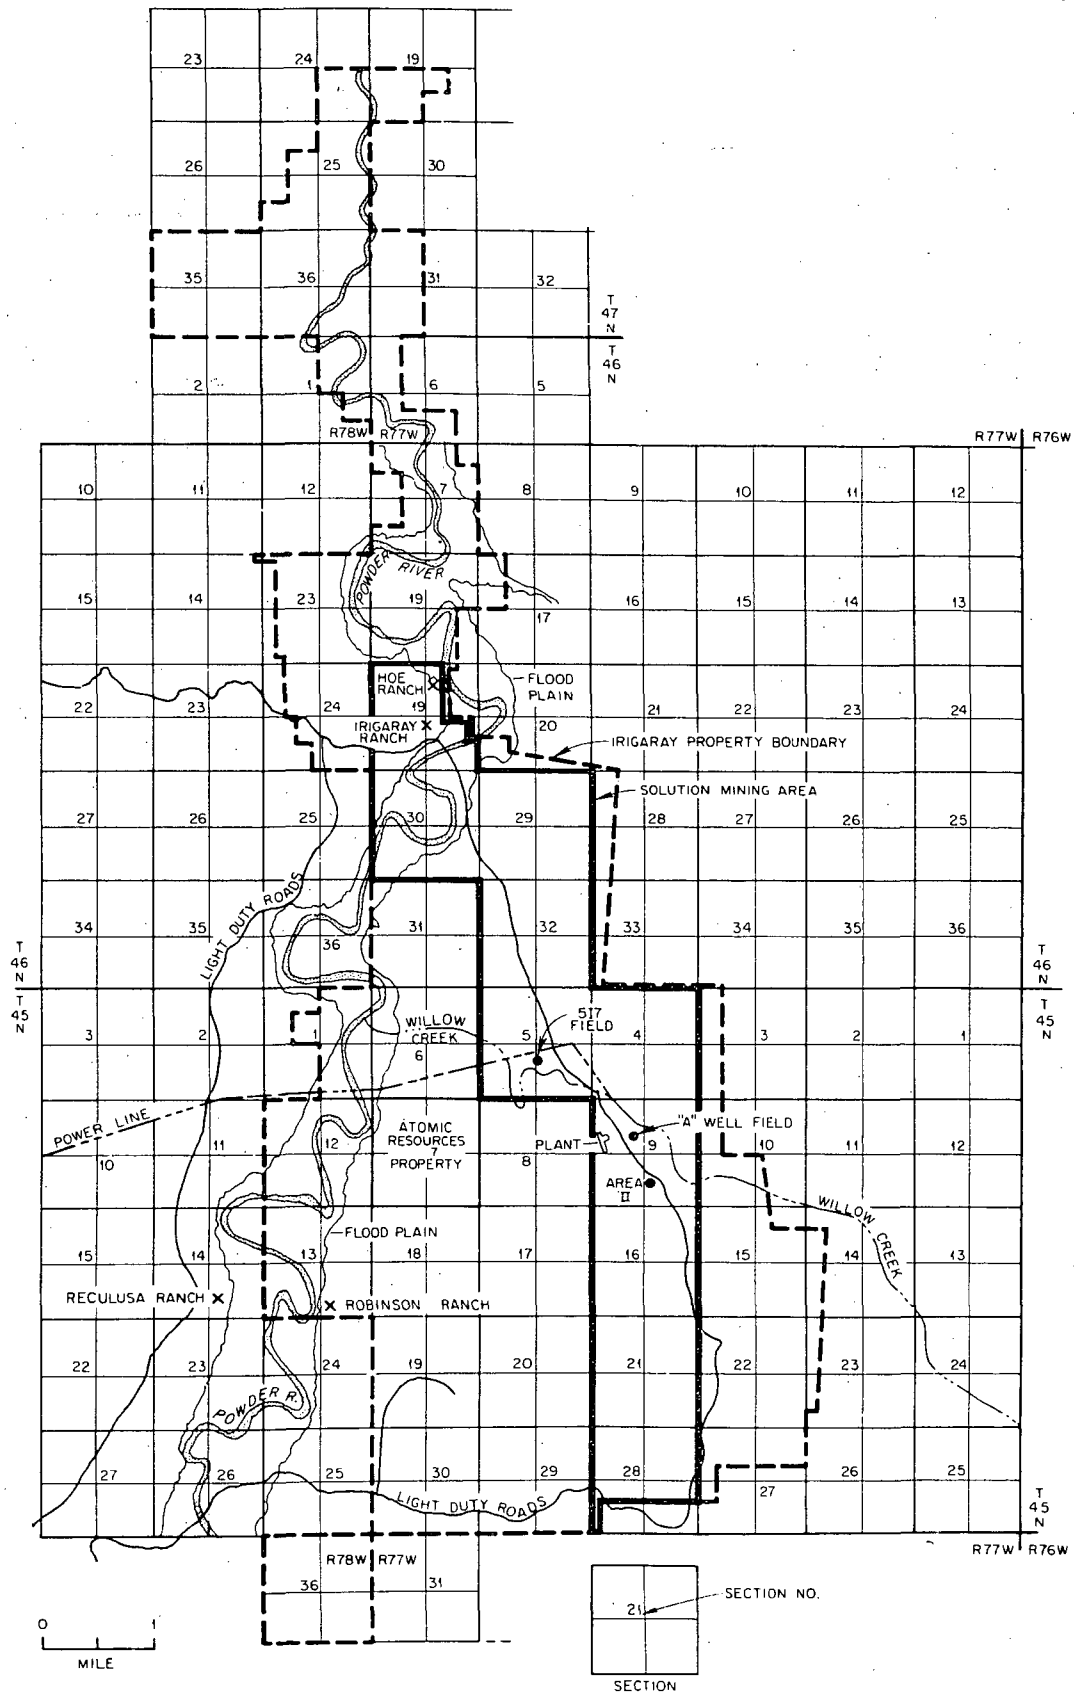 23 24 19
26 25 30
35 36 31 32
T
47
N
T
46
N
2 1 6 5
R78W R77W
R77W R76W
10 11 12 7 8 9 10 11 12
POWDER RIVER
15 14 23 19 17 16 15 14 13
HOE
RANCH
FLOOD
PLAIN
22 23 24 19 20 21 22 23 24
IRIGARAY
RANCH
IRIGARAY PROPERTY BOUNDARY
SOLUTION MINING AREA
27 26 25 30 29 28 27 26 25
LIGHT DUTY ROADS
34 35 36 31 32 33 34 35 36
T
46
N
T
45
N
T
46
N
T
45
N
517
FIELD
WILLOW
CREEK
3 2 1 6 5 4 3 2 1
POWER LINE
"A" WELL FIELD
ATOMIC
RESOURCES
7
PROPERTY
PLANT
10 11 12 8 9 10 11 12
AREA
II
WILLOW CREEK
FLOOD PLAIN
15 14 13 18 17 16 15 14 13
RECULUSA RANCH
ROBINSON RANCH
22 23 24 19 20 21 22 23 24
POWDER R.
27 26 25 30 29 28 27 26 25
LIGHT DUTY ROADS
T
45
N
R78W R77W
R77W R76W
36 31
0 1
MILE
21
SECTION NO.
SECTION